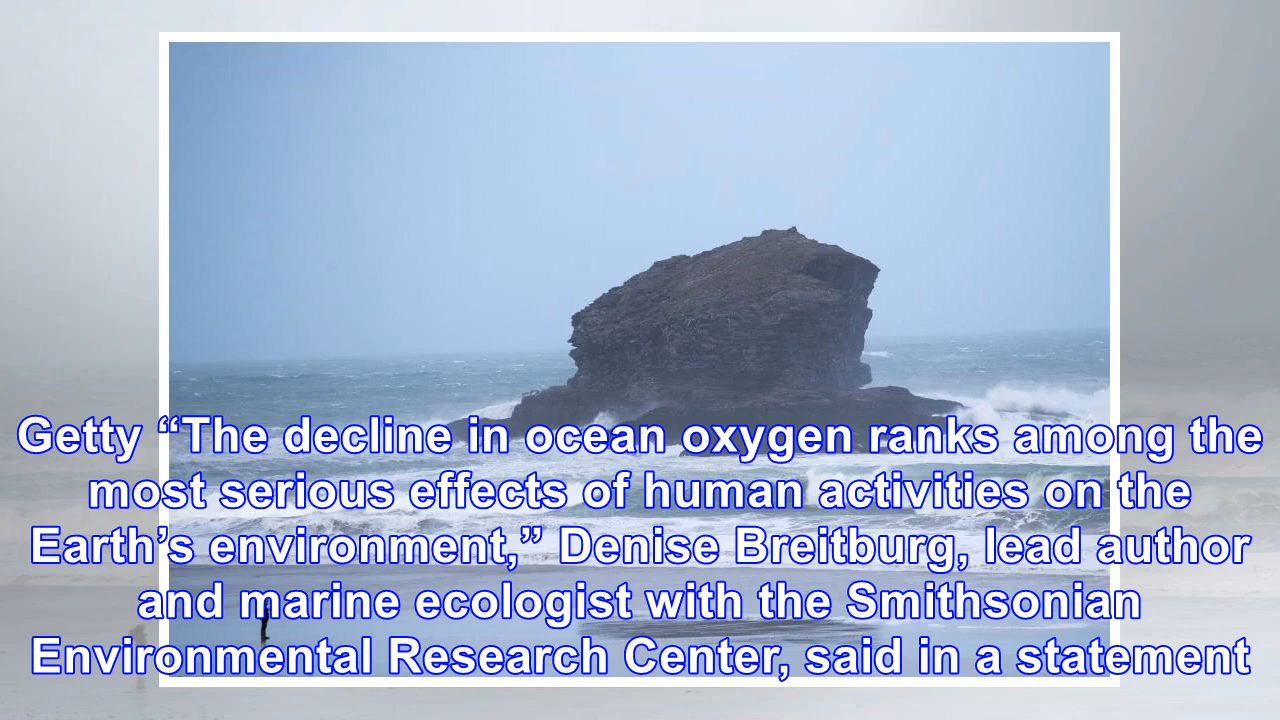 Getty “The decline in ocean oxygen ranks among the
most serious effects of human activities on the
Earth’s environment,” Denise Breitburg, lead author
and marine ecologist with the Smithsonian
Environmental Research Center, said in a statement